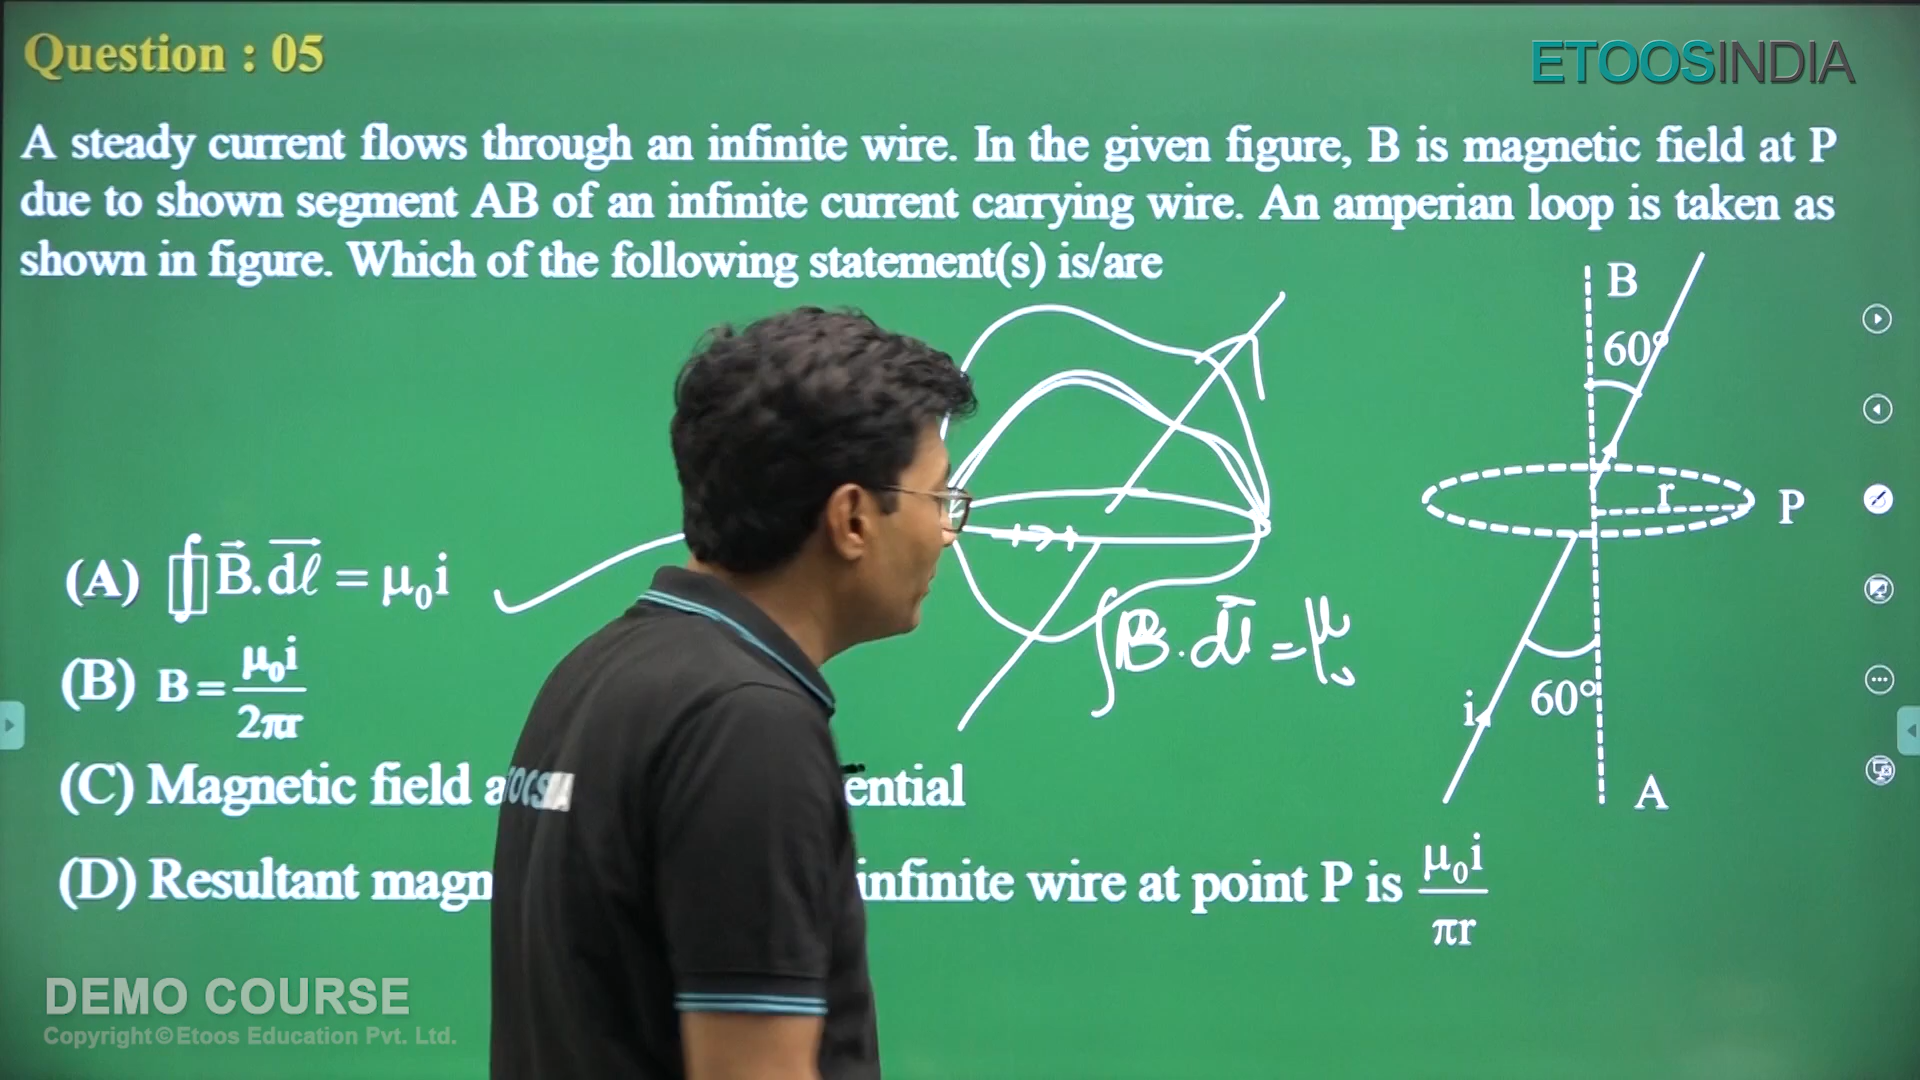 Question : 05
ETOOSINDIA
A steady current flows through an infinite wire. In the given figure, B is magnetic field at P
due to shown segment AB of an infinite current carrying wire. An amperian loop is taken as
shown in figure. Which of the following statement(s) is/are
B
60°
r
P
i
60°
A
∫B⃗.dl⃗ = μ₀
(A) ∮B⃗.dℓ⃗ = μ₀i
(B) B = μ₀i / 2πr
(C) Magnetic field a ential
(D) Resultant magn infinite wire at point P is μ₀i / πr
DEMO COURSE
Copyright © Etoos Education Pvt. Ltd.